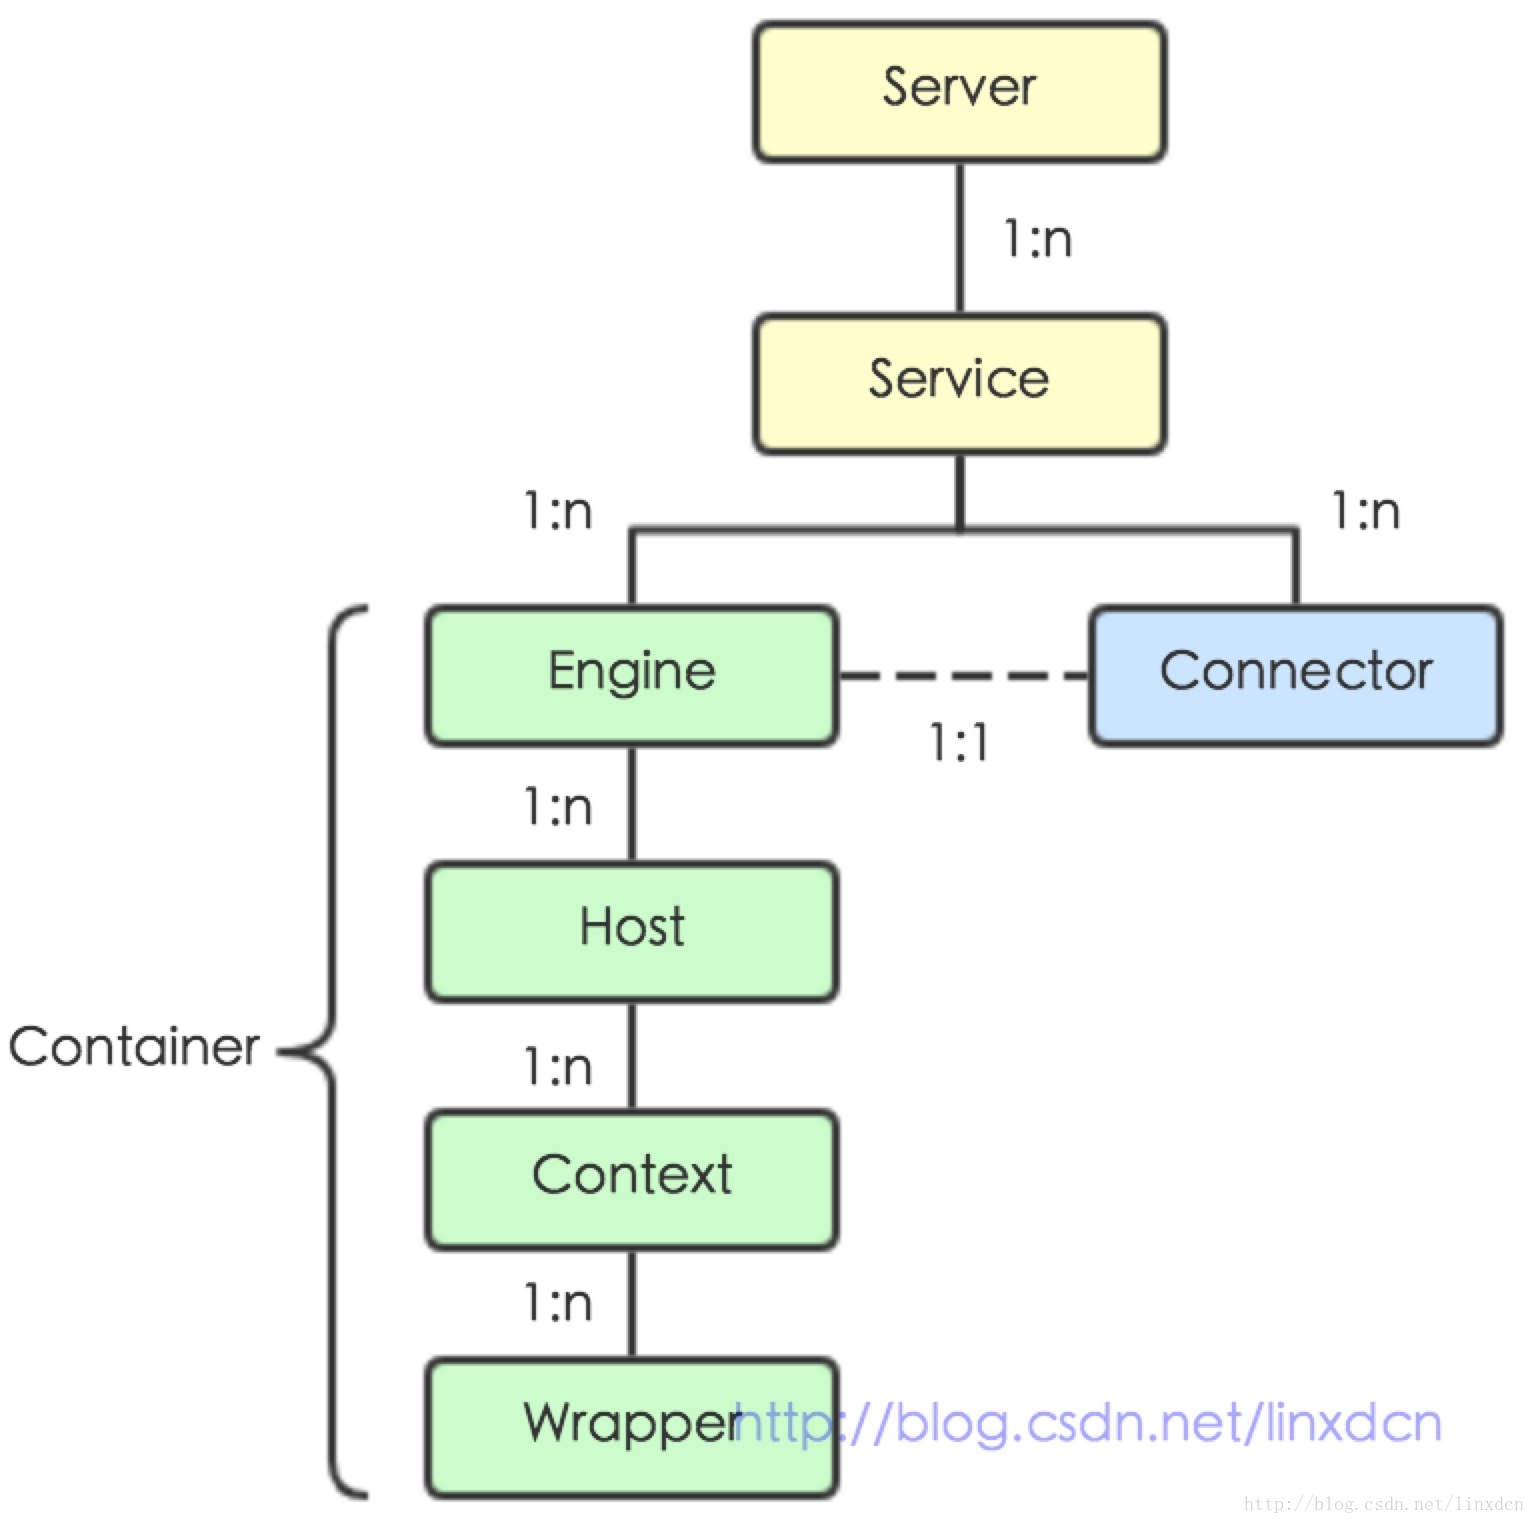 Server
1:n
Service
1:n
1:n
Engine
Connector
1:1
1:n
Host
Container
1:n
Context
1:n
Wrapper
http://blog.csdn.net/linxdcn
http://blog.csdn.net/linxdcn